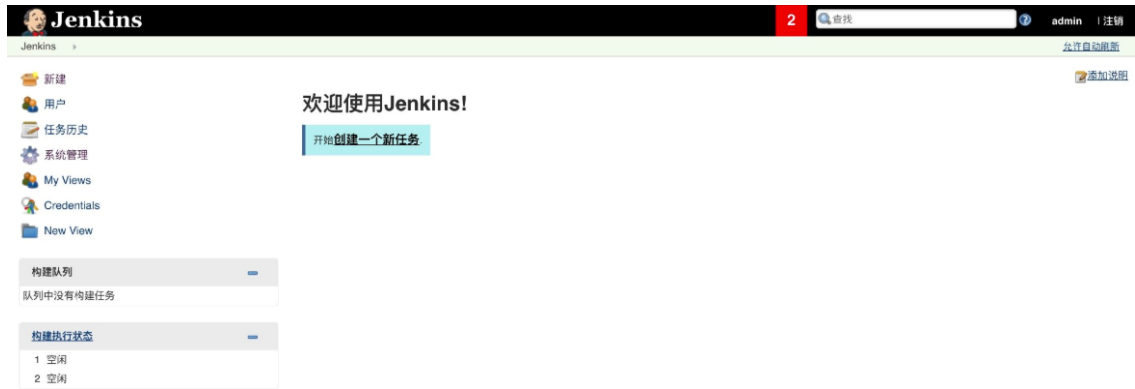 Jenkins 2 查找 admin | 注销
Jenkins 允许自动刷新
添加说明
新建
用户
任务历史
系统管理
My Views
Credentials
New View
欢迎使用Jenkins!
开始创建一个新任务.
构建队列
队列中没有构建任务
构建执行状态
1 空闲
2 空闲